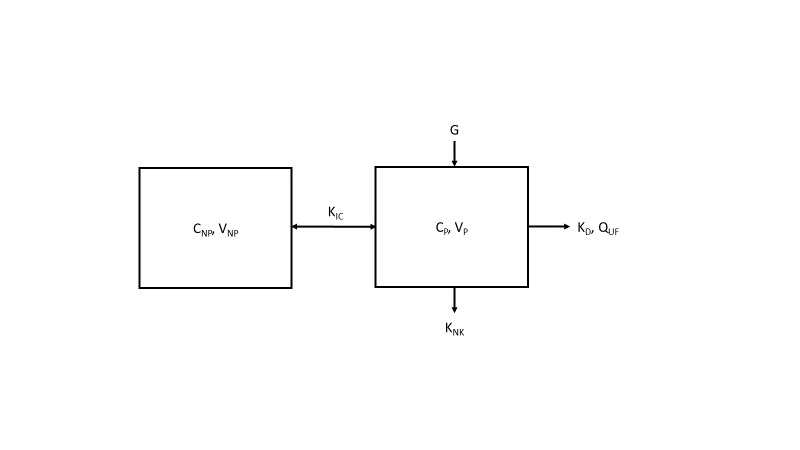 G
K_IC
C_NP, V_NP
C_P, V_P
K_D, Q_UF
K_NK